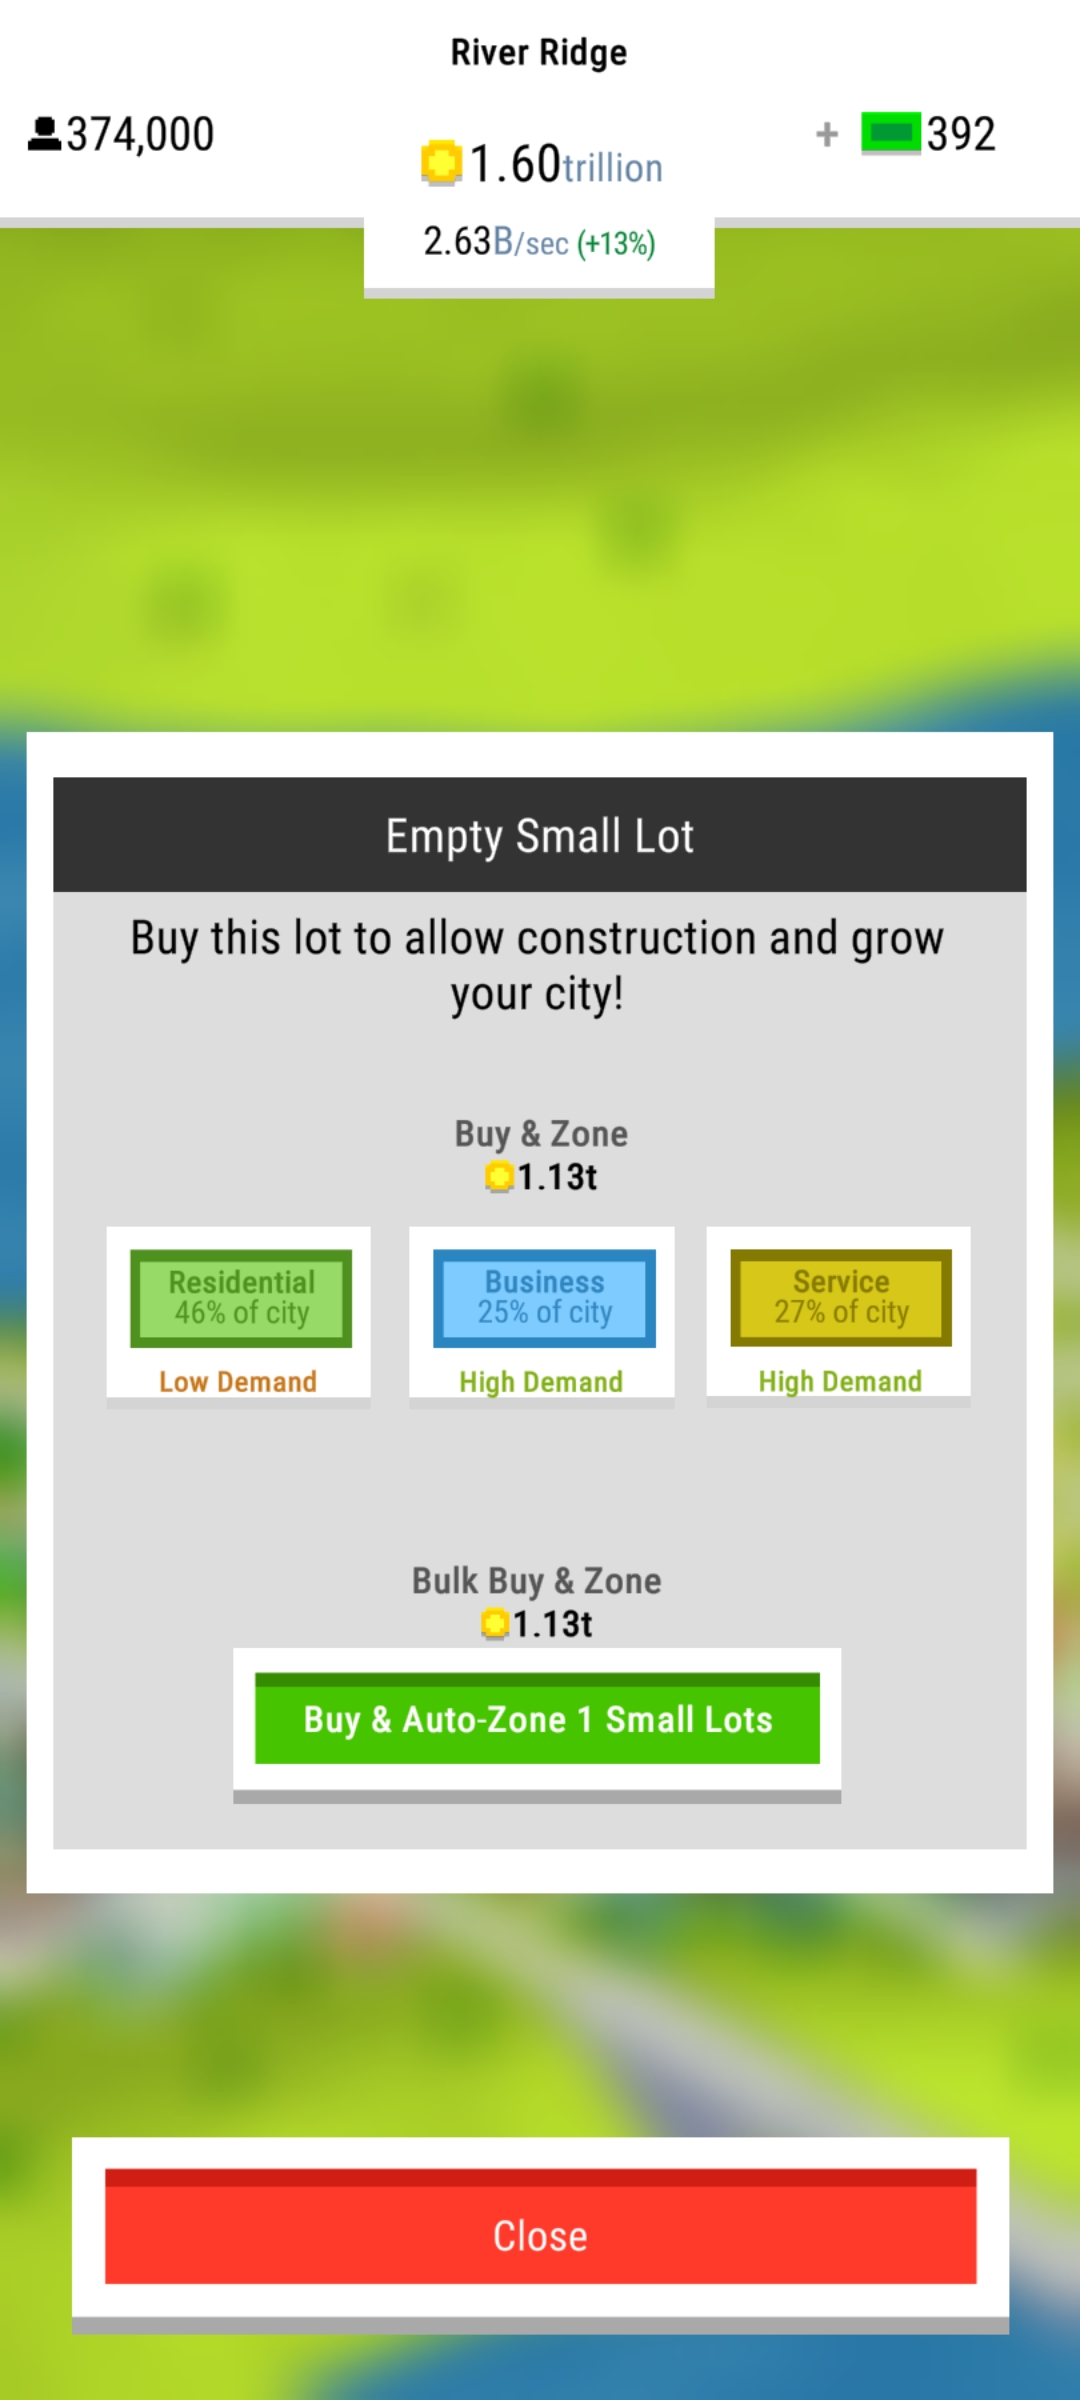 River Ridge
374,000
1.60trillion
+ 392
2.63B/sec (+13%)
Empty Small Lot
Buy this lot to allow construction and grow
your city!
Buy & Zone
1.13t
Residential
46% of city
Low Demand
Business
25% of city
High Demand
Service
27% of city
High Demand
Bulk Buy & Zone
1.13t
Buy & Auto-Zone 1 Small Lots
Close